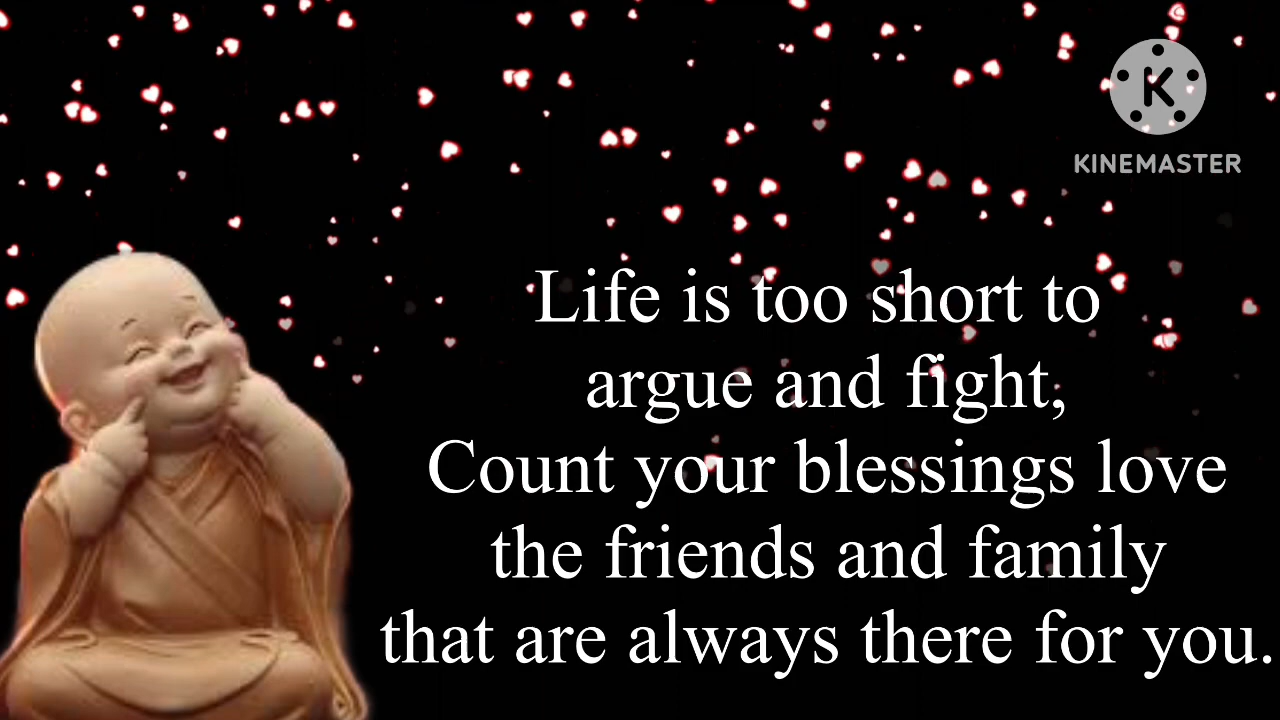 K
KINEMASTER
Life is too short to
argue and fight,
Count your blessings love
the friends and family
that are always there for you.